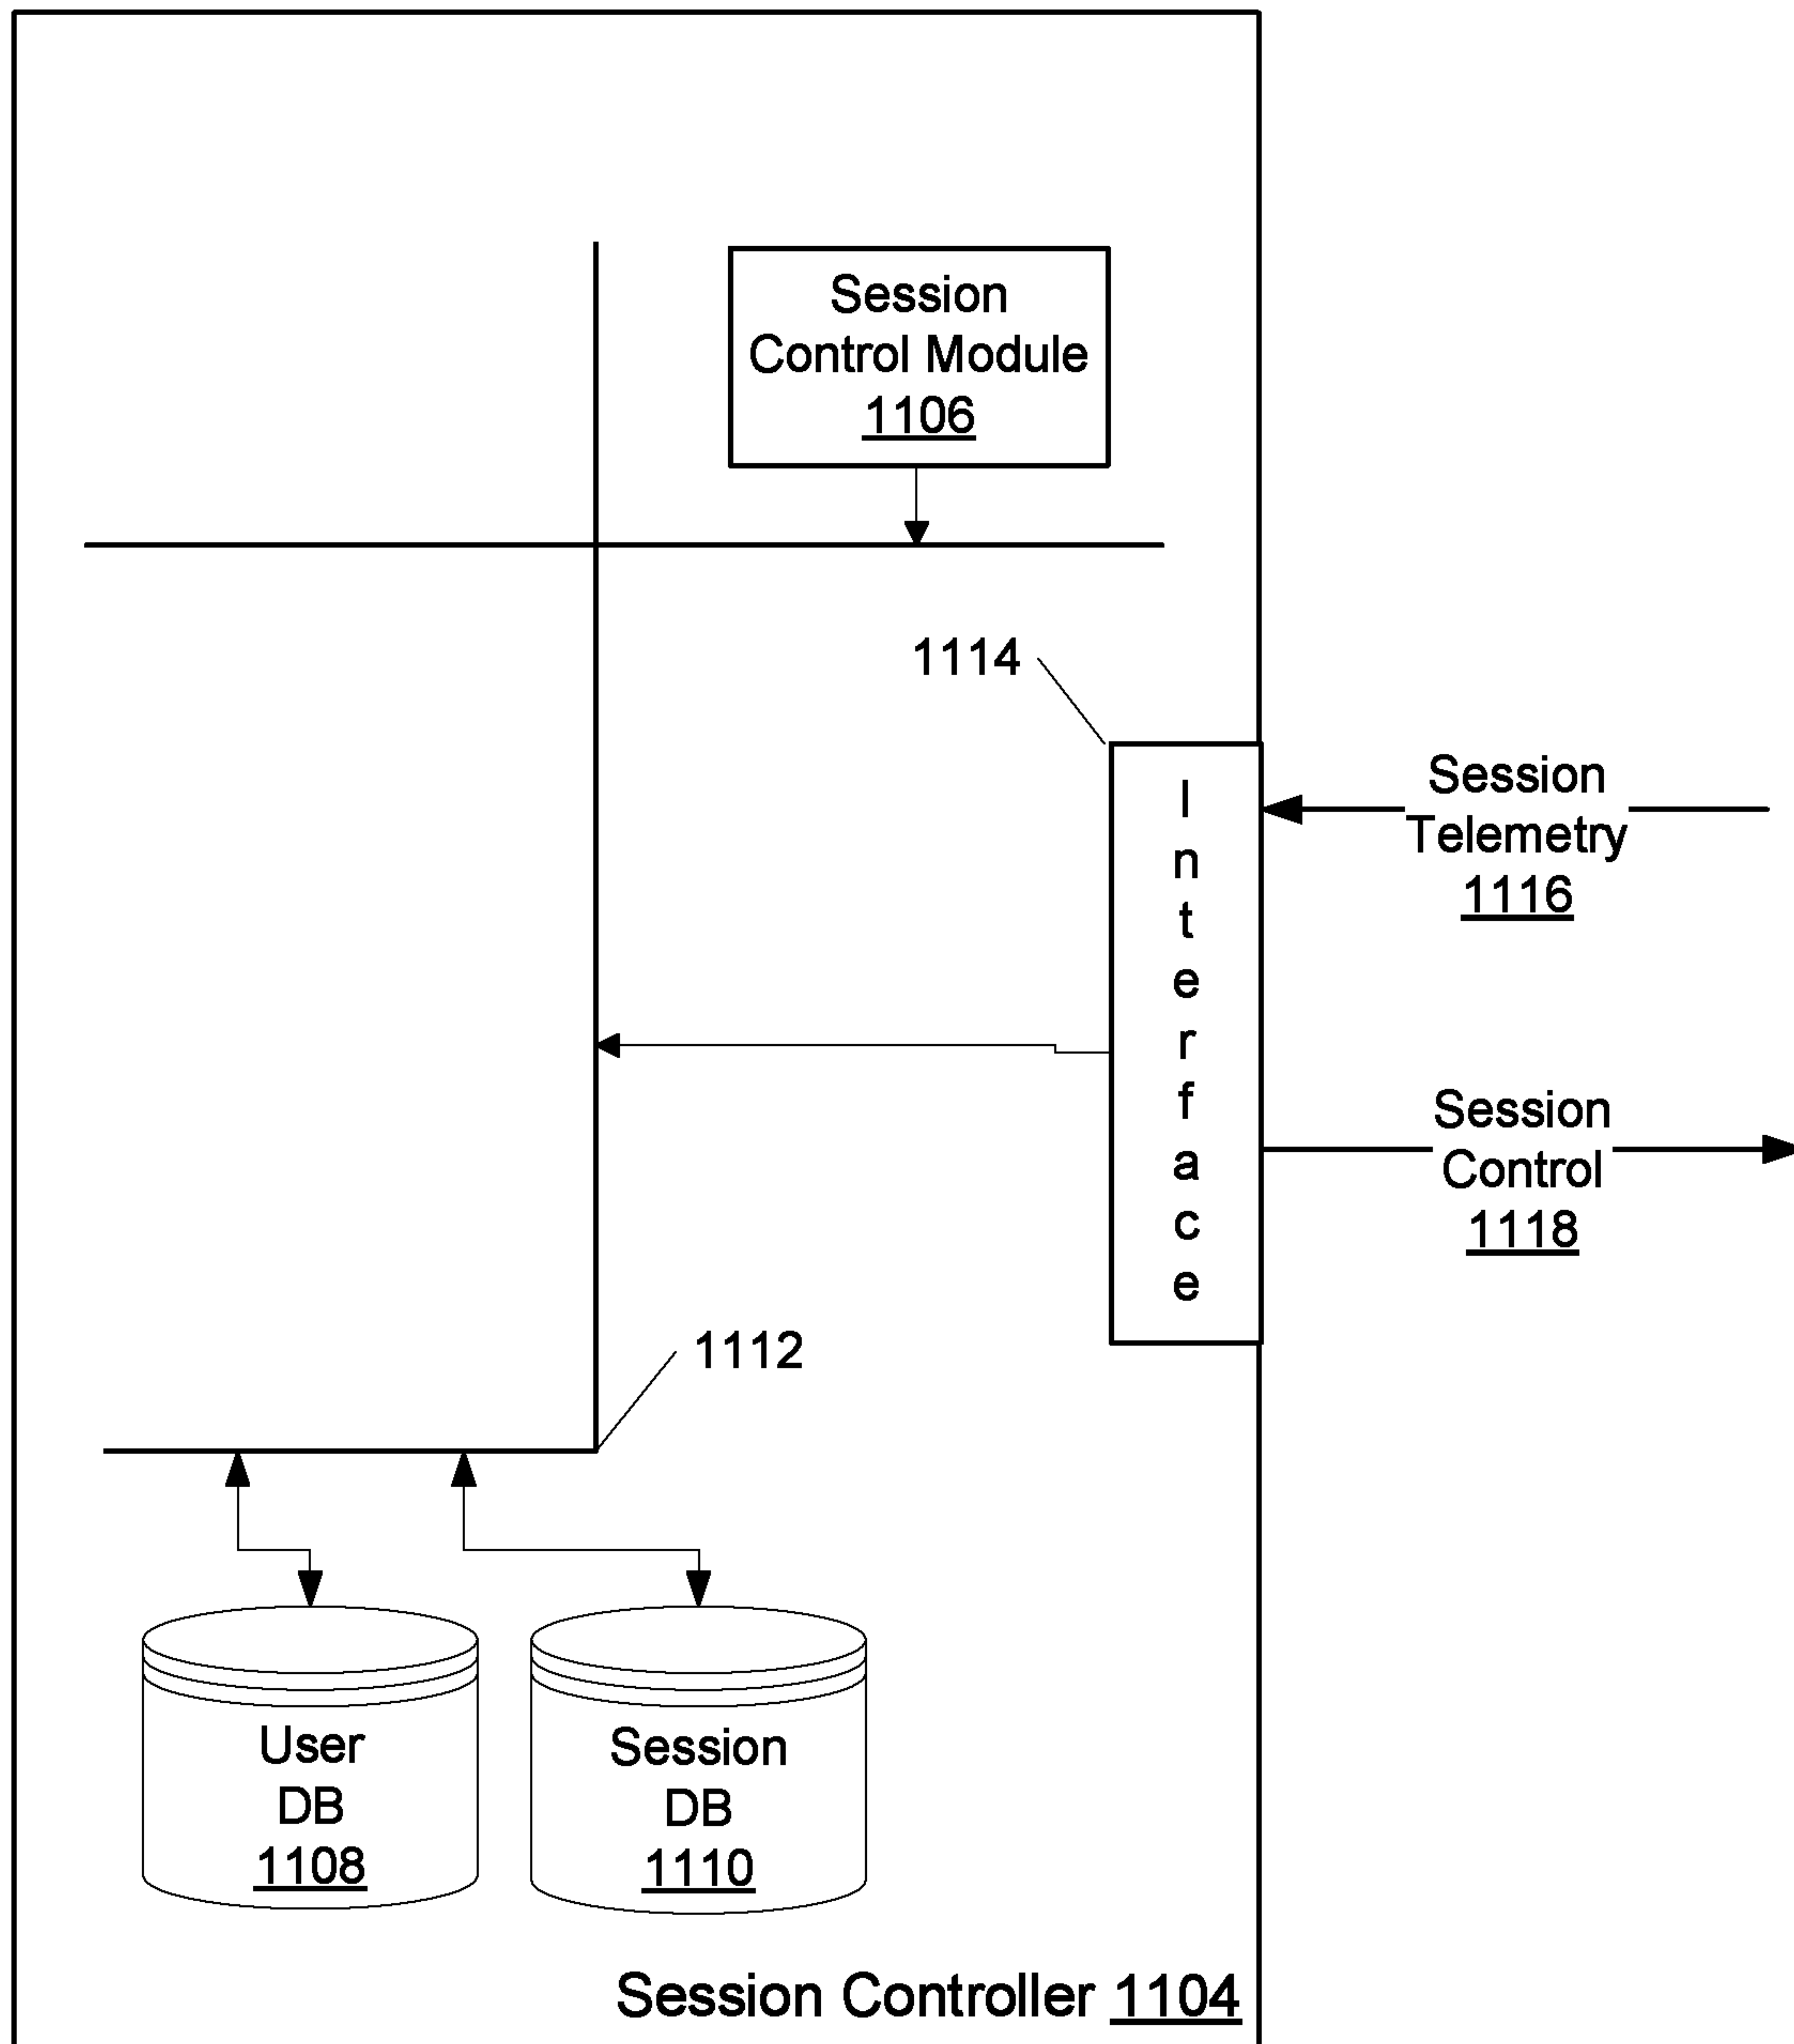 Session
Control Module
1106
1114
Interface
Session
Telemetry
1116
Session
Control
1118
1112
User
DB
1108
Session
DB
1110
Session Controller 1104